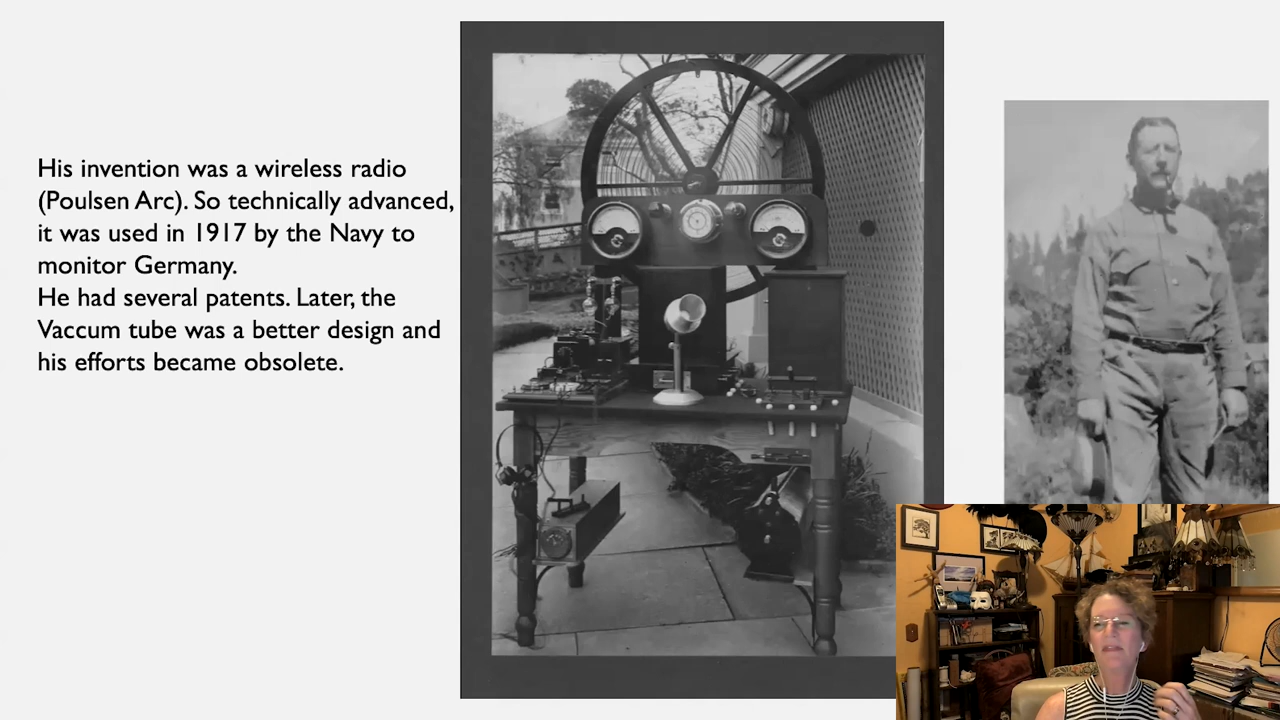 His invention was a wireless radio
(Poulsen Arc). So technically advanced,
it was used in 1917 by the Navy to
monitor Germany.
He had several patents. Later, the
Vaccum tube was a better design and
his efforts became obsolete.